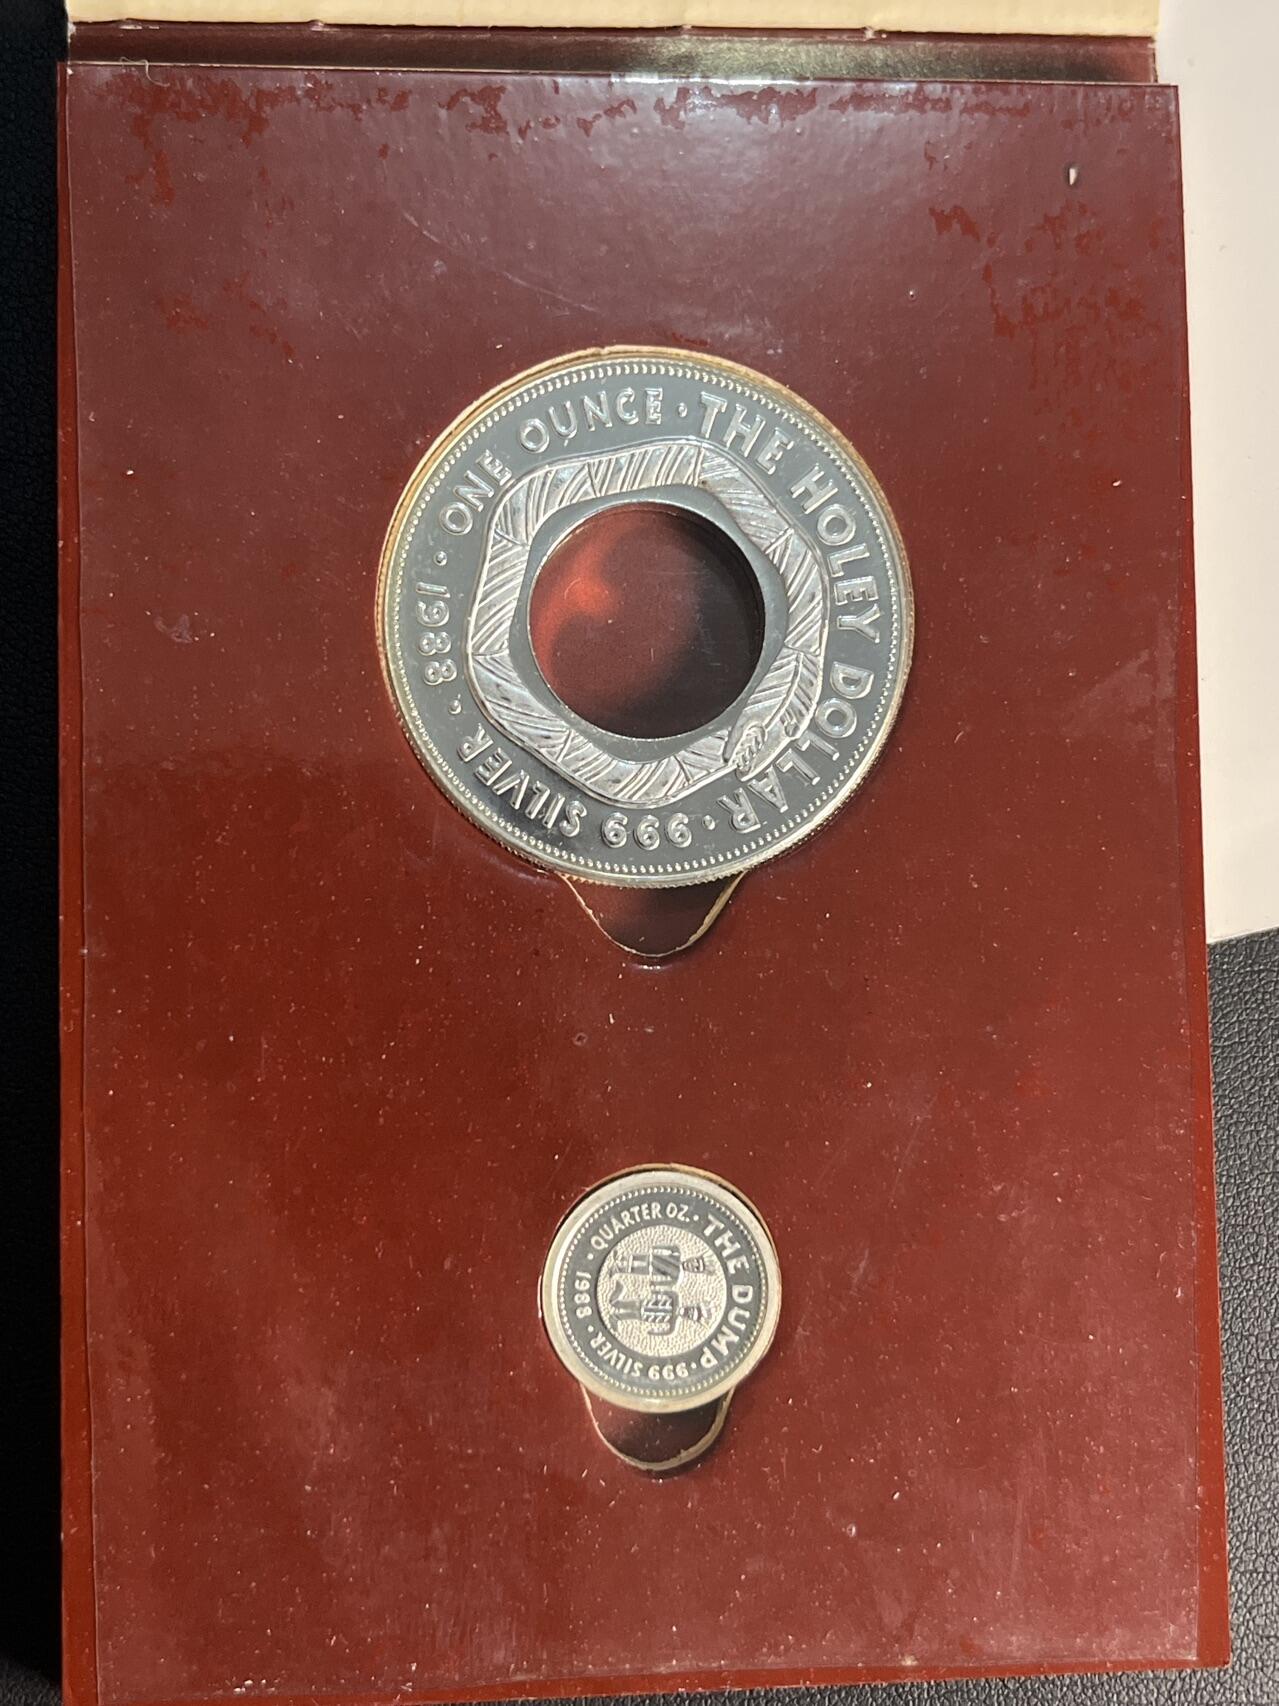 THE HOLEY DOLLAR · 999 SILVER · 1988 · ONE OUNCE ·
THE DUMP · 999 SILVER · 1988 · QUARTER OZ. ·